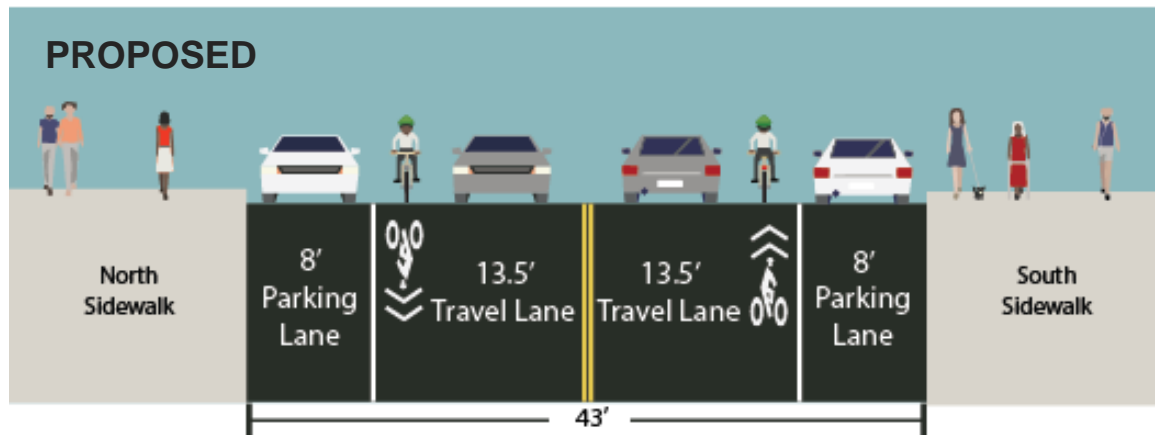 PROPOSED
North
Sidewalk
8’
Parking
Lane
13.5’
Travel Lane
13.5’
Travel Lane
8’
Parking
Lane
South
Sidewalk
43’